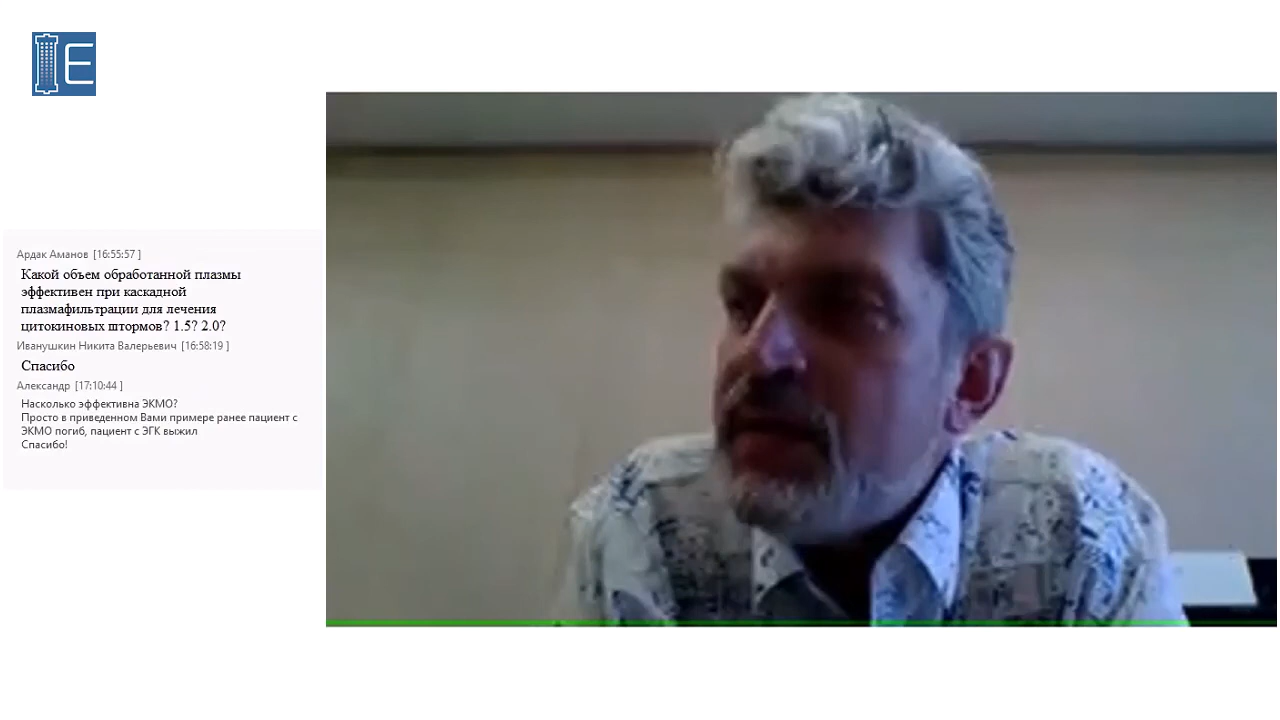 E
Ардак Аманов [16:55:57 ]
Какой объем обработанной плазмы
эффективен при каскадной
плазмафильтрации для лечения
цитокиновых штормов? 1.5? 2.0?
Иванушкин Никита Валерьевич [16:58:19 ]
Спасибо
Александр [17:10:44 ]
Насколько эффективна ЭКМО?
Просто в приведенном Вами примере ранее пациент с
ЭКМО погиб, пациент с ЭГК выжил
Спасибо!